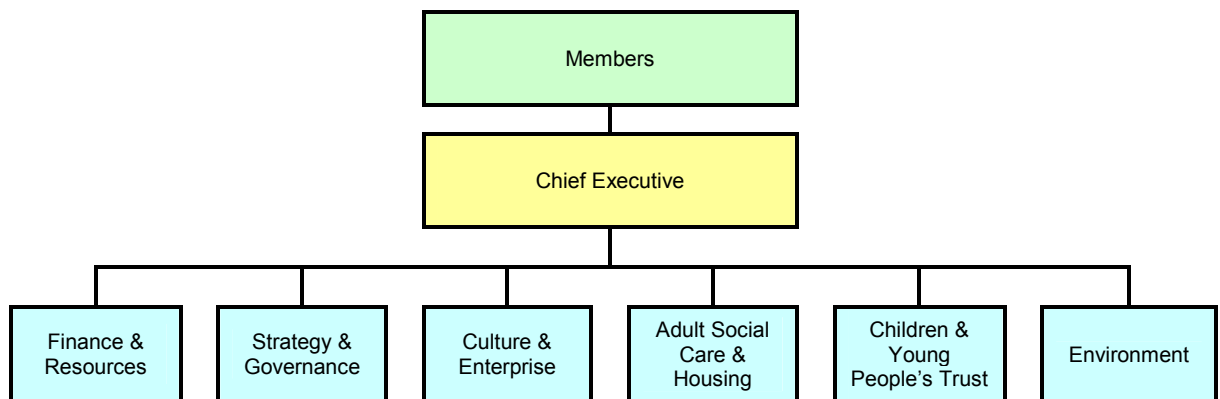 Members
Chief Executive
Finance &
Resources
Strategy &
Governance
Culture &
Enterprise
Adult Social
Care &
Housing
Children &
Young
People's Trust
Environment